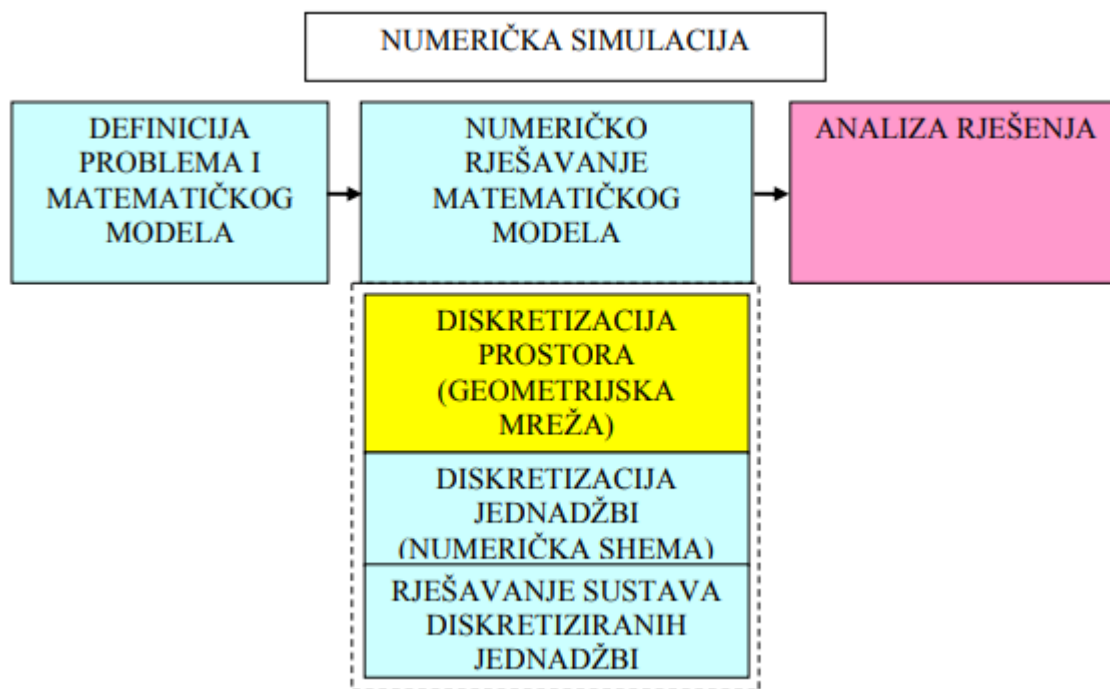 NUMERIČKA SIMULACIJA
DEFINICIJA
PROBLEMA I
MATEMATIČKOG
MODELA
NUMERIČKO
RJEŠAVANJE
MATEMATIČKOG
MODELA
ANALIZA RJEŠENJA
DISKRETIZACIJA
PROSTORA
(GEOMETRIJSKA
MREŽA)
DISKRETIZACIJA
JEDNADŽBI
(NUMERIČKA SHEMA)
RJEŠAVANJE SUSTAVA
DISKRETIZIRANIH
JEDNADŽBI